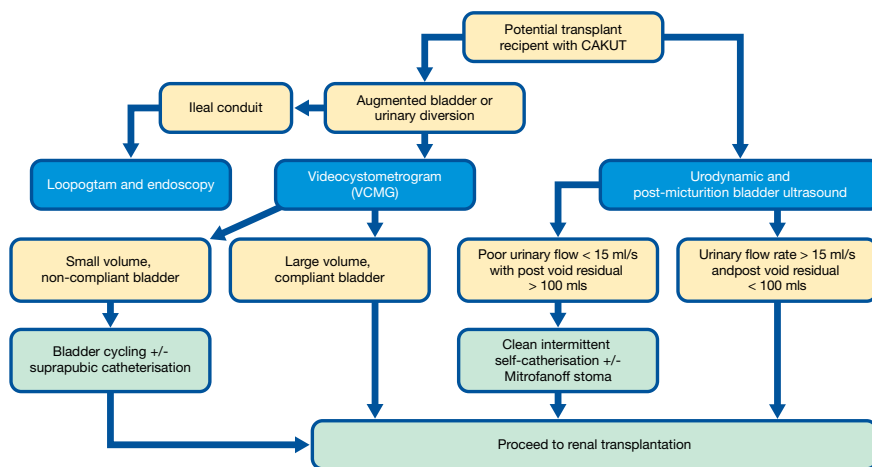 Potential transplant
recipent with CAKUT
Ileal conduit
Augmented bladder or
urinary diversion
Loopogtam and endoscopy
Videocystometrogram
(VCMG)
Urodynamic and
post-micturition bladder ultrasound
Small volume,
non-compliant bladder
Large volume,
compliant bladder
Poor urinary flow < 15 ml/s
with post void residual
> 100 mls
Urinary flow rate > 15 ml/s
andpost void residual
< 100 mls
Bladder cycling +/-
suprapubic catheterisation
Clean intermittent
self-catherisation +/-
Mitrofanoff stoma
Proceed to renal transplantation